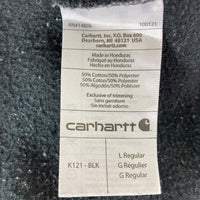 RN#14806 105121
Carhartt, Inc. P.O. Box 600
Dearborn, MI 48121 USA
carhartt.com
Made in Honduras
Fabriqué au Honduras
Hecho en Honduras
50% Cotton/50% Polyester
50% Coton/50% Polyester
50% Algodón/50% Poliéster
Exclusive of trimming
Sans garniture
Sin incluir adornos
carhartt
K121 - BLK
L Regular
G Régulier
G Regular